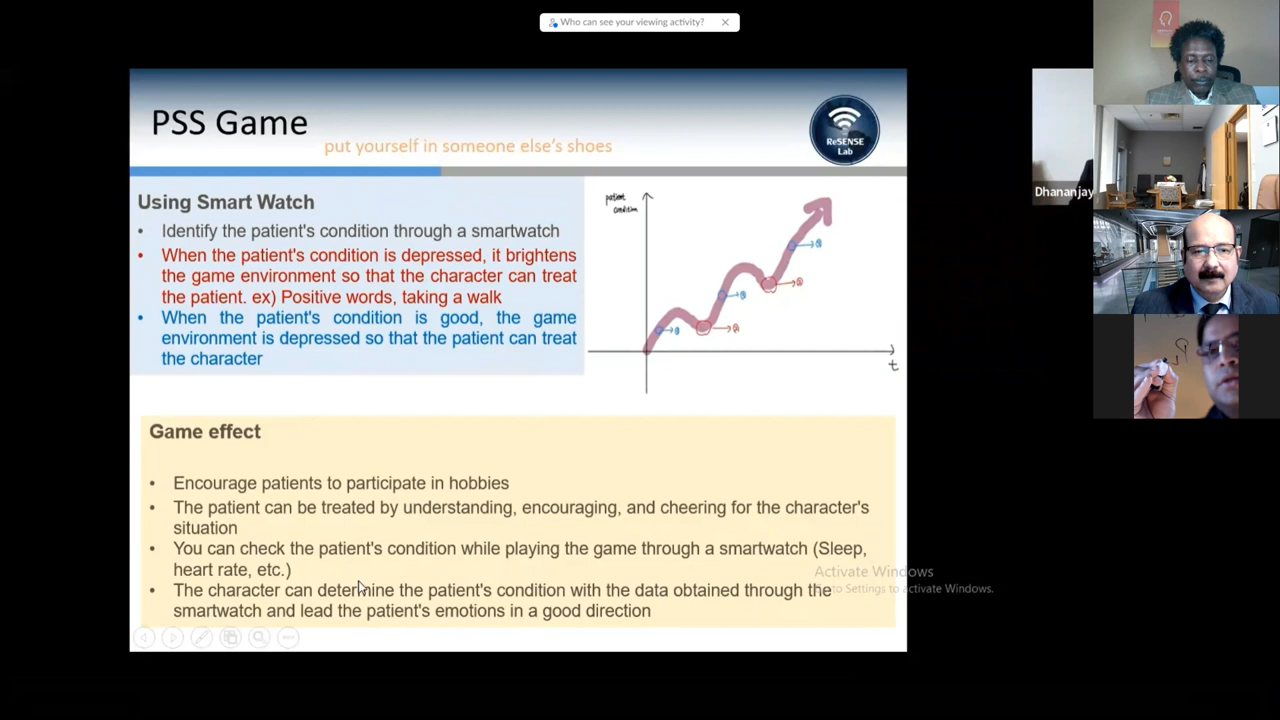 Who can see your viewing activity?
PSS Game
put yourself in someone else's shoes
ReSENSE
Lab
Using Smart Watch
• Identify the patient's condition through a smartwatch
• When the patient's condition is depressed, it brightens
the game environment so that the character can treat
the patient. ex) Positive words, taking a walk
• When the patient's condition is good, the game
environment is depressed so that the patient can treat
the character
patient
condition
t
Game effect
• Encourage patients to participate in hobbies
• The patient can be treated by understanding, encouraging, and cheering for the character's
situation
• You can check the patient's condition while playing the game through a smartwatch (Sleep,
heart rate, etc.)
• The character can determine the patient's condition with the data obtained through the
smartwatch and lead the patient's emotions in a good direction
Activate Windows
to Settings to activate Windows.
Dhananjay